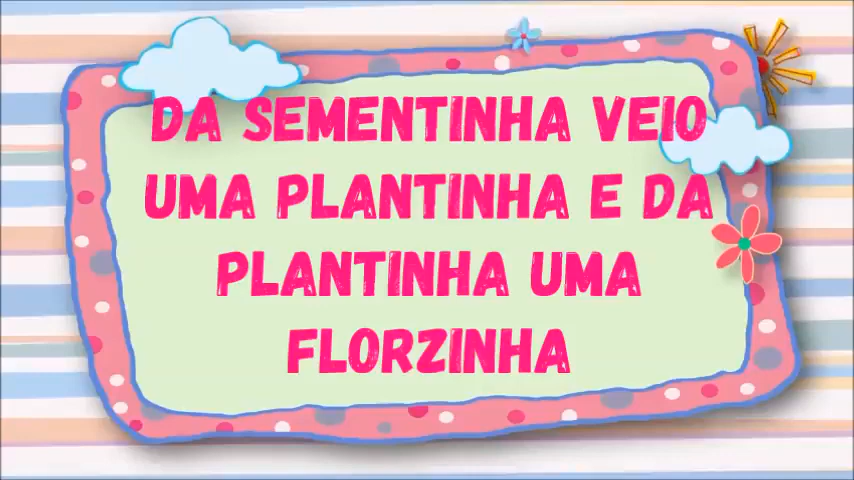 DA SEMENTINHA VEIO
UMA PLANTINHA E DA
PLANTINHA UMA
FLORZINHA